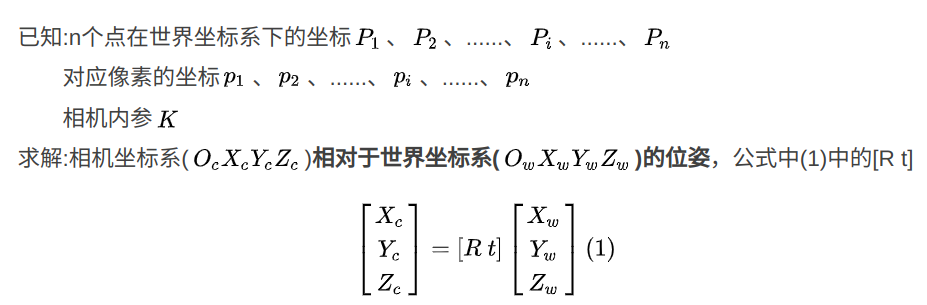 已知:n个点在世界坐标系下的坐标 $P_1$ 、 $P_2$ 、……、 $P_i$ 、……、 $P_n$
对应像素的坐标 $p_1$ 、 $p_2$ 、……、 $p_i$ 、……、 $p_n$
相机内参 $K$
求解:相机坐标系( $O_cX_cY_cZ_c$ )相对于世界坐标系( $O_wX_wY_wZ_w$ )的位姿，公式中(1)中的[R t]
$\begin{bmatrix} X_c \\ Y_c \\ Z_c \end{bmatrix} = [R\ t] \begin{bmatrix} X_w \\ Y_w \\ Z_w \end{bmatrix} (1)$